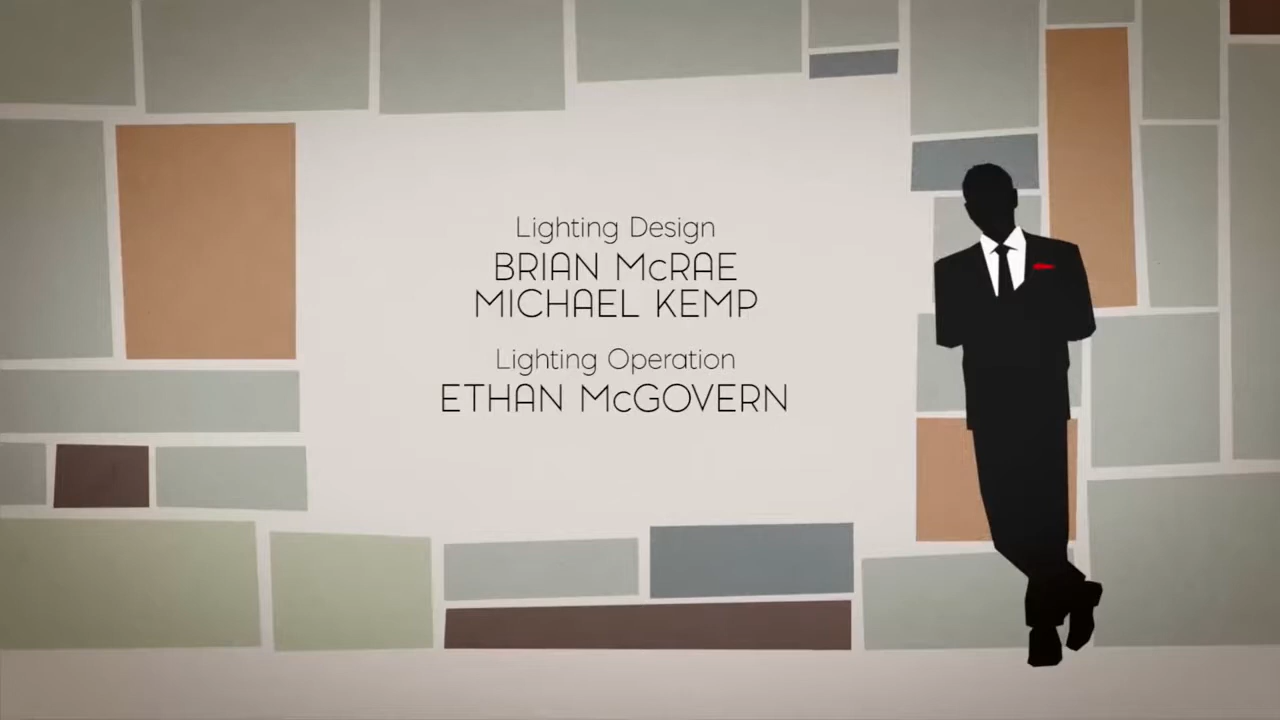 Lighting Design
BRIAN McRAE
MICHAEL KEMP
Lighting Operation
ETHAN McGOVERN